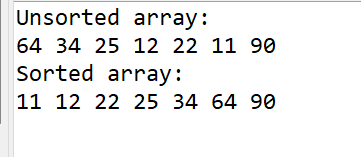 Unsorted array:
64 34 25 12 22 11 90
Sorted array:
11 12 22 25 34 64 90